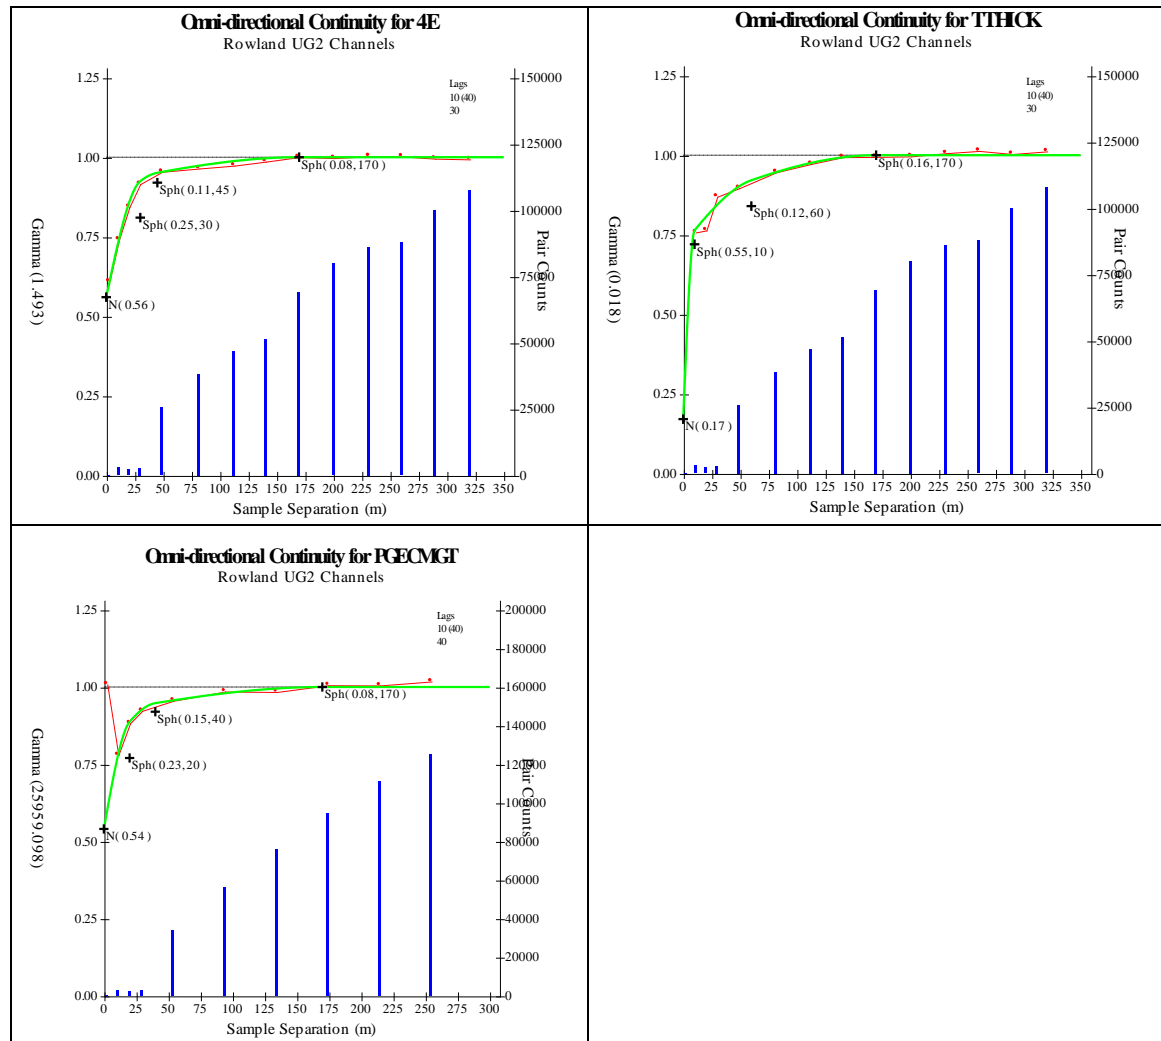 Omni-directional Continuity for 4E
Rowland UG2 Channels
1.25
1.00
0.75
0.50
0.25
0.00
Gamma (1.493)
150000
125000
100000
75000
50000
25000
0
Pair Counts
Lags
10 (40)
30
Sph( 0.08, 170 )
Sph( 0.11, 45 )
Sph( 0.25, 30 )
N( 0.56 )
0 25 50 75 100 125 150 175 200 225 250 275 300 325 350
Sample Separation (m)
Omni-directional Continuity for TTHICK
Rowland UG2 Channels
1.25
1.00
0.75
0.50
0.25
0.00
Gamma (0.018)
150000
125000
100000
75000
50000
25000
0
Pair Counts
Lags
10 (40)
30
Sph( 0.16, 170 )
Sph( 0.12, 60 )
Sph( 0.55, 10 )
N( 0.17 )
0 25 50 75 100 125 150 175 200 225 250 275 300 325 350
Sample Separation (m)
Omni-directional Continuity for PGECMGT
Rowland UG2 Channels
1.25
1.00
0.75
0.50
0.25
0.00
Gamma (25959.098)
200000
180000
160000
140000
120000
100000
80000
60000
40000
20000
0
Pair Counts
Lags
10 (40)
40
Sph( 0.08, 170 )
Sph( 0.15, 40 )
Sph( 0.23, 20 )
N( 0.54 )
0 25 50 75 100 125 150 175 200 225 250 275 300
Sample Separation (m)